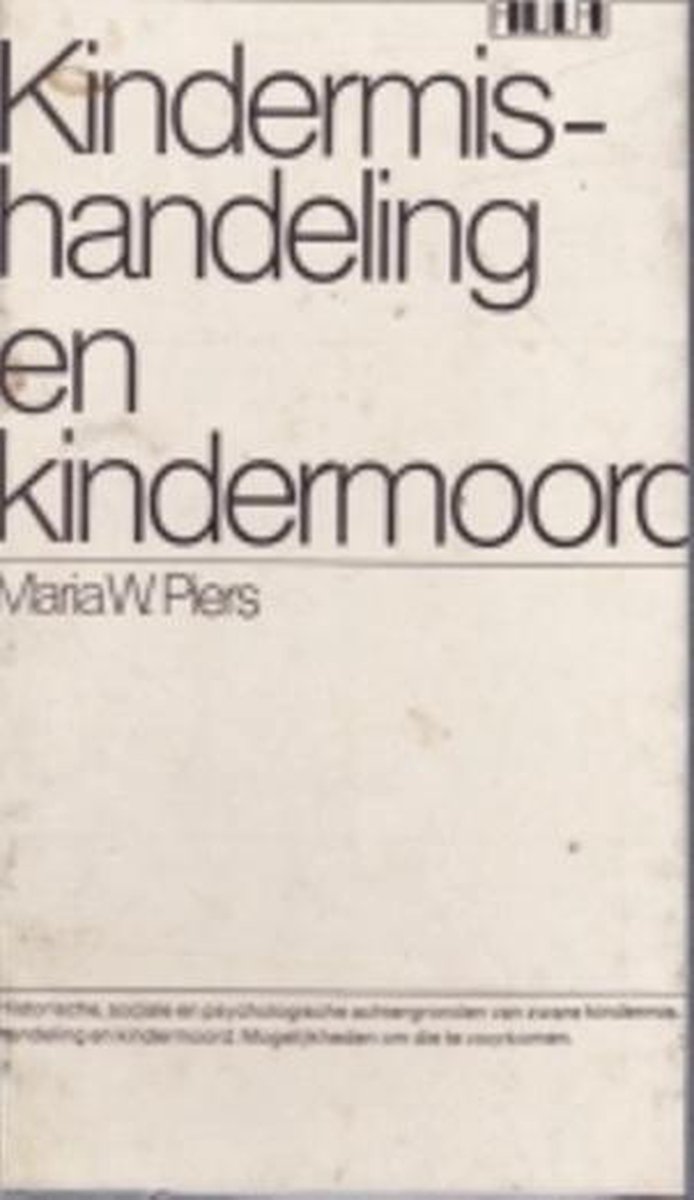 AULA
Kindermis-
handeling
en
kindermoord
Maria W. Piers
Historische, sociale en psychologische achtergronden van zware kindermis-
handeling en kindermoord. Mogelijkheden om die te voorkomen.